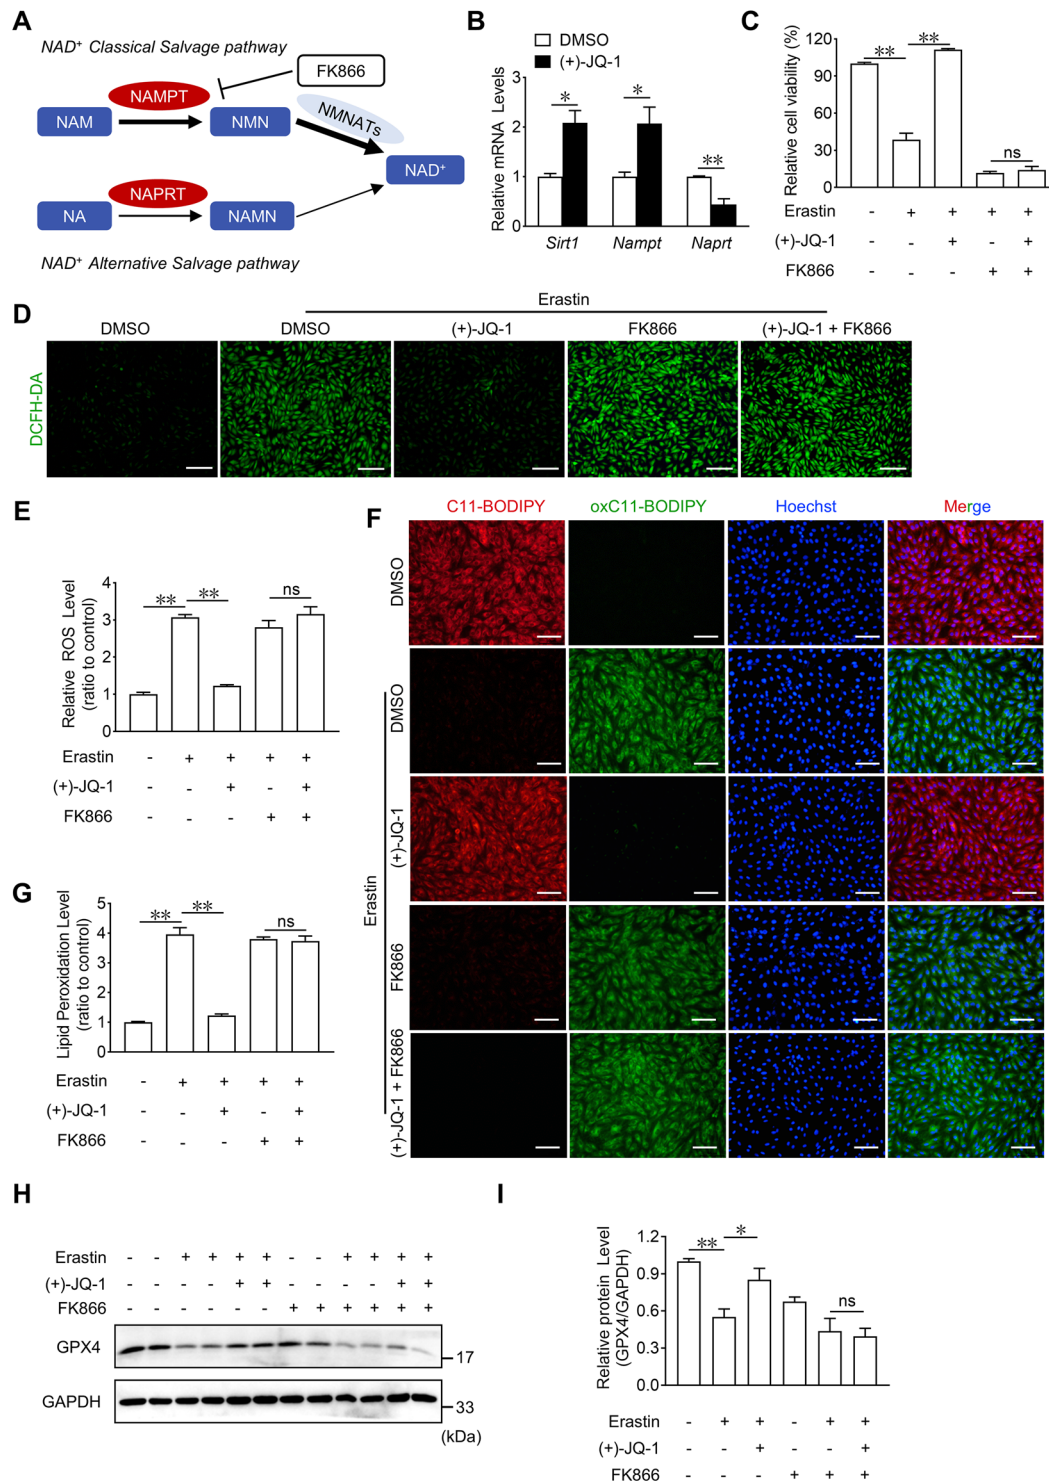 A
NAD⁺ Classical Salvage pathway
FK866
NAMPT
NAM
NMN
NMNATs
NAD⁺
NAPRT
NA
NAMN
NAD⁺ Alternative Salvage pathway
B
DMSO
(+)-JQ-1
Relative mRNA Levels
3
2
1
0
* * **
Sirt1 Nampt Naprt
C
Relative cell viability (%)
120
90
60
30
0
** ** ns
Erastin - + + + +
(+)-JQ-1 - - + - +
FK866 - - - + +
D
Erastin
DMSO DMSO (+)-JQ-1 FK866 (+)-JQ-1 + FK866
DCFH-DA
E
Relative ROS Level
(ratio to control)
4
3
2
1
0
** ** ns
Erastin - + + + +
(+)-JQ-1 - - + - +
FK866 - - - + +
F
C11-BODIPY oxC11-BODIPY Hoechst Merge
DMSO
Erastin
DMSO
(+)-JQ-1
FK866
(+)-JQ-1 + FK866
G
Lipid Peroxidation Level
(ratio to control)
5
4
3
2
1
0
** ** ns
Erastin - + + + +
(+)-JQ-1 - - + - +
FK866 - - - + +
H
Erastin - - + + + + - - + + + +
(+)-JQ-1 - - - - + + - - - - + +
FK866 - - - - - - + + + + + +
GPX4
17
GAPDH
33
(kDa)
I
Relative protein Level
(GPX4/GAPDH)
1.2
0.9
0.6
0.3
0.0
** * ns
Erastin - + + - + +
(+)-JQ-1 - - + - - +
FK866 - - - + + +